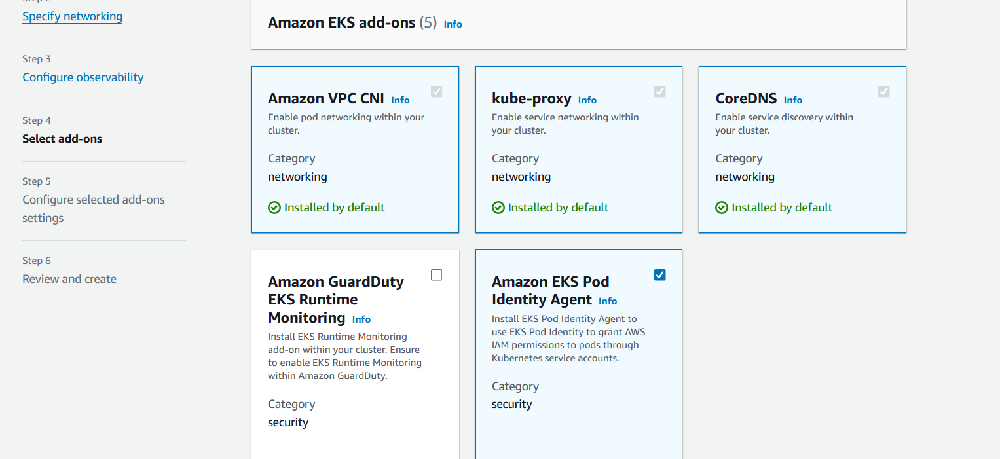 Specify networking
Step 3
Configure observability
Step 4
Select add-ons
Step 5
Configure selected add-ons
settings
Step 6
Review and create
Amazon EKS add-ons (5) Info
Amazon VPC CNI Info
Enable pod networking within your
cluster.
Category
networking
Installed by default
kube-proxy Info
Enable service networking within
your cluster.
Category
networking
Installed by default
CoreDNS Info
Enable service discovery within
your cluster.
Category
networking
Installed by default
Amazon GuardDuty
EKS Runtime
Monitoring Info
Install EKS Runtime Monitoring
add-on within your cluster. Ensure
to enable EKS Runtime Monitoring
within Amazon GuardDuty.
Category
security
Amazon EKS Pod
Identity Agent Info
Install EKS Pod Identity Agent to
use EKS Pod Identity to grant AWS
IAM permissions to pods through
Kubernetes service accounts.
Category
security